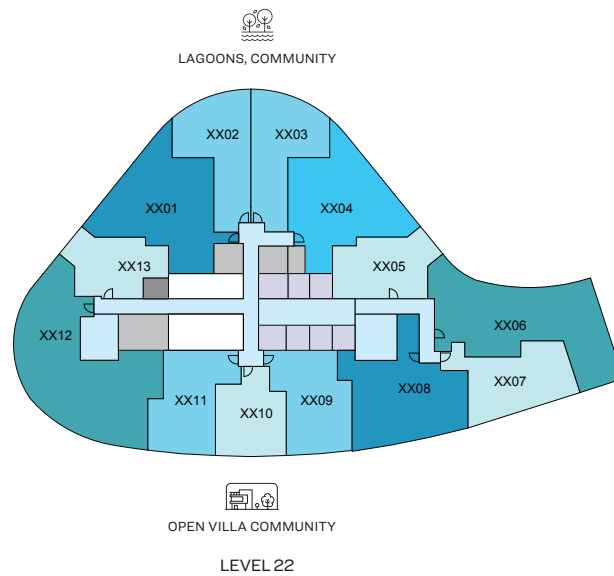 LAGOONS, COMMUNITY
XX02
XX03
XX01
XX04
XX13
XX05
XX12
XX06
XX07
XX08
XX11
XX10
XX09
OPEN VILLA COMMUNITY
LEVEL 22